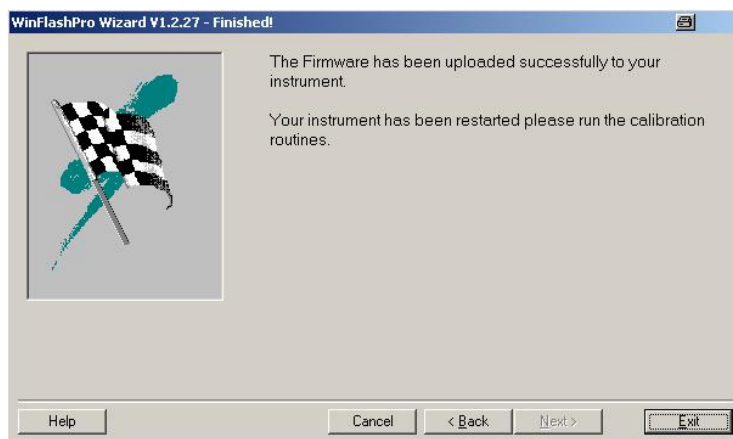 WinFlashPro Wizard V1.2.27 - Finished!
The Firmware has been uploaded successfully to your
instrument.
Your instrument has been restarted please run the calibration
routines.
Help
Cancel
< Back
Next >
Exit